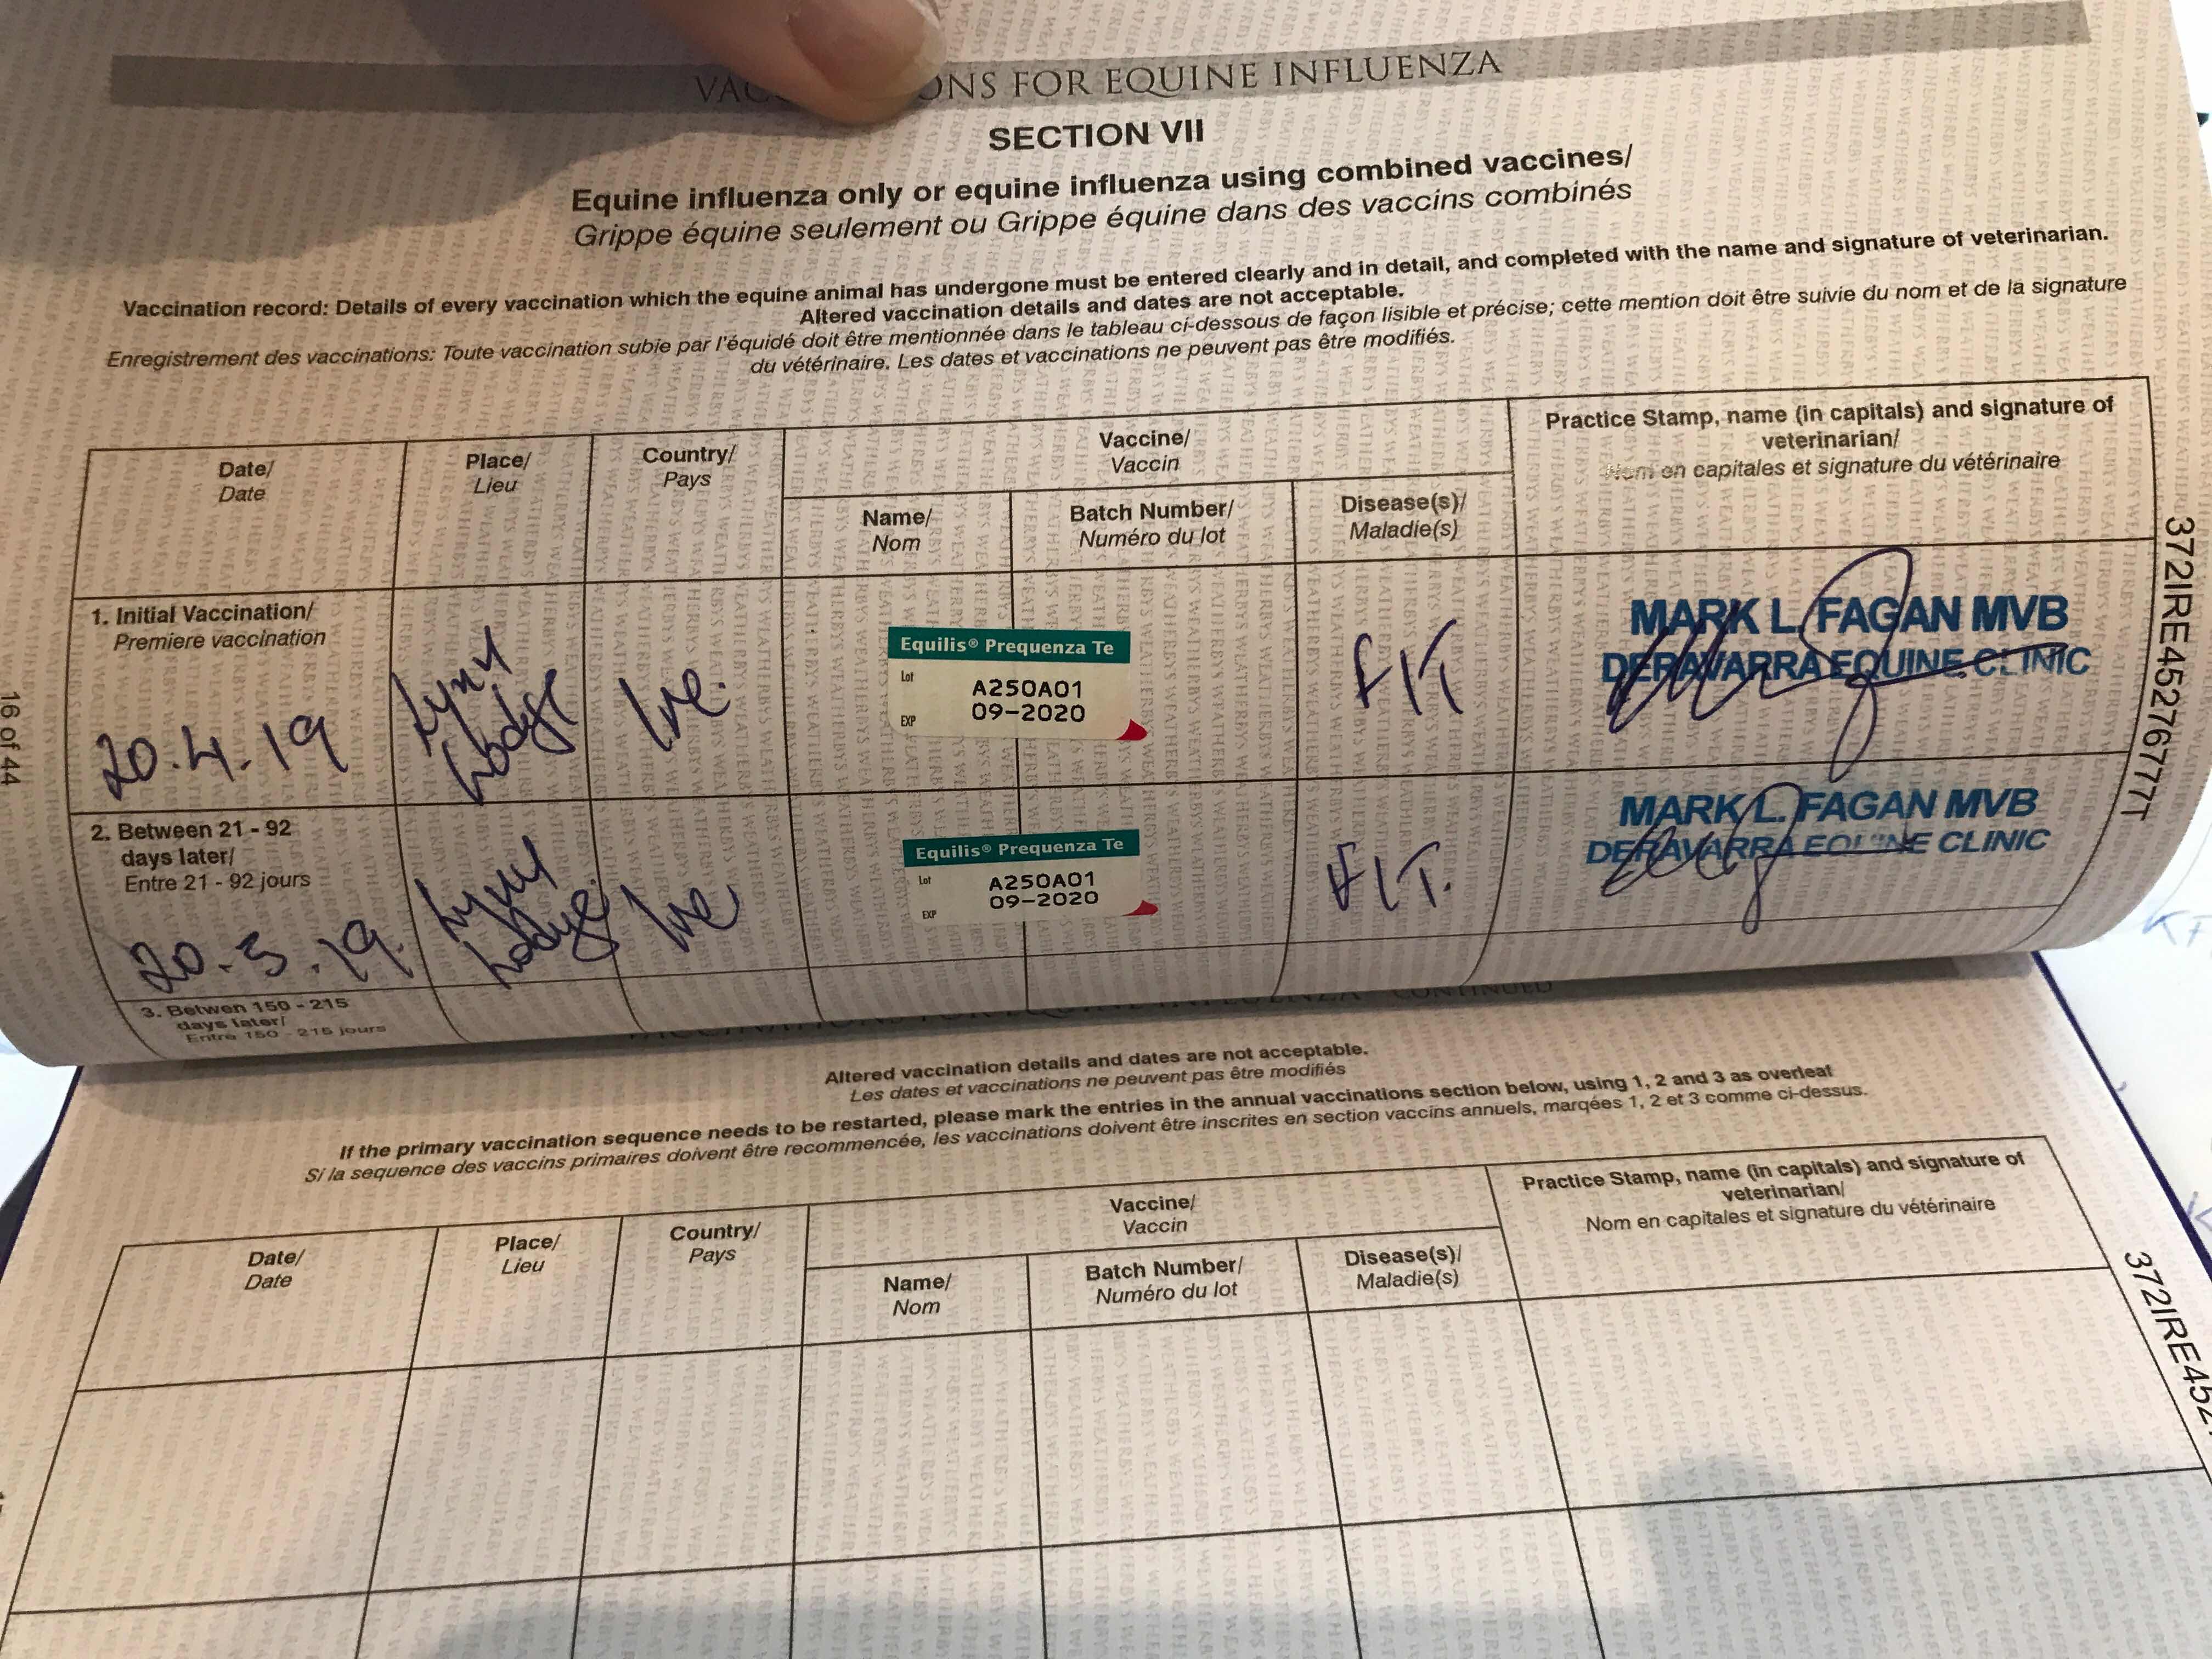 VAC ONS FOR EQUINE INFLUENZA
SECTION VII
Equine influenza only or equine influenza using combined vaccines/
Grippe équine seulement ou Grippe équine dans des vaccins combinés
Vaccination record: Details of every vaccination which the equine animal has undergone must be entered clearly and in detail, and completed with the name and signature of veterinarian.
Altered vaccination details and dates are not acceptable.
Enregistrement des vaccinations: Toute vaccination subie par l'équidé doit être mentionnée dans le tableau ci-dessous de façon lisible et précise; cette mention doit être suivie du nom et de la signature
du vétérinaire. Les dates et vaccinations ne peuvent pas être modifiés.
Date/
Date
Place/
Lieu
Country/
Pays
Vaccine/
Vaccin
Name/
Nom
Batch Number/
Numéro du lot
Disease(s)/
Maladie(s)
Practice Stamp, name (in capitals) and signature of
veterinarian/
Nom en capitales et signature du vétérinaire
1. Initial Vaccination/
Premiere vaccination
20.4.19
Lynn
Lodge
Ire.
Equilis® Prequenza Te
Lot
A250A01
EXP
09-2020
FIT
MARK L. FAGAN MVB
DERAVARRA EQUINE CLINIC
2. Between 21 - 92
days later/
Entre 21 - 92 jours
20.5.19.
Lynn
Lodge
Ire
Equilis® Prequenza Te
Lot
A250A01
EXP
09-2020
FIT.
MARK L. FAGAN MVB
DERAVARRA EQUINE CLINIC
3. Betwen 150 - 215
days later/
Entre 150 - 215 jours
16 of 44
372IRE45276777T
INFLUENZA - CONTINUED
Altered vaccination details and dates are not acceptable.
Les dates et vaccinations ne peuvent pas être modifiés
If the primary vaccination sequence needs to be restarted, please mark the entries in the annual vaccinations section below, using 1, 2 and 3 as overleaf
Si la sequence des vaccins primaires doivent être recommencée, les vaccinations doivent être inscrites en section vaccins annuels, marqées 1, 2 et 3 comme ci-dessus.
Date/
Date
Place/
Lieu
Country/
Pays
Vaccine/
Vaccin
Name/
Nom
Batch Number/
Numéro du lot
Disease(s)/
Maladie(s)
Practice Stamp, name (in capitals) and signature of
veterinarian/
Nom en capitales et signature du vétérinaire
372IRE452